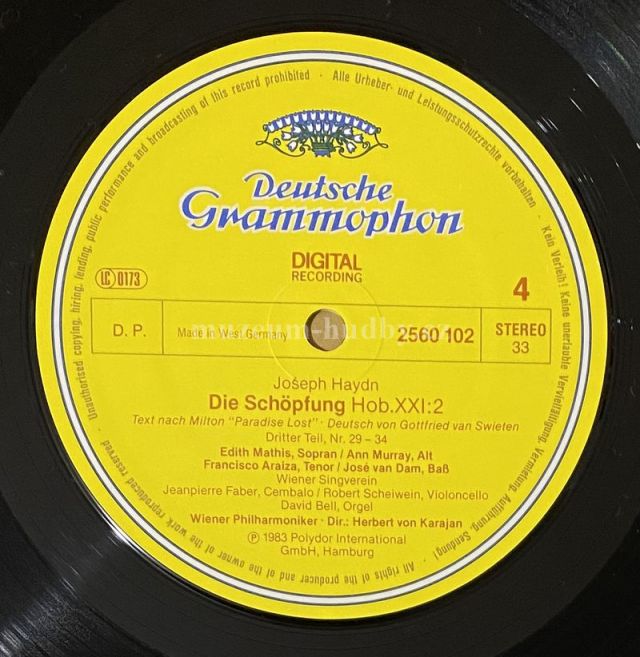 Unauthorised copying, hiring, lending, public performance and broadcasting of this record prohibited · Alle Urheber- und Leistungsschutzrechte vorbehalten · Kein Verleih! Keine unerlaubte Vervielfältigung, Vermietung, Aufführung, Sendung! · All rights of the producer and of the owner of the work reproduced reserved ·
Deutsche
Grammophon
DIGITAL
RECORDING
LC 0173
4
D. P.
Made in West Germany
2560 102
STEREO
33
muzeum-hudby.cz
Joseph Haydn
Die Schöpfung Hob.XXI:2
Text nach Milton "Paradise Lost" · Deutsch von Gottfried van Swieten
Dritter Teil, Nr. 29 – 34
Edith Mathis, Sopran / Ann Murray, Alt
Francisco Araiza, Tenor / José van Dam, Baß
Wiener Singverein
Jeanpierre Faber, Cembalo / Robert Scheiwein, Violoncello
David Bell, Orgel
Wiener Philharmoniker · Dir.: Herbert von Karajan
℗ 1983 Polydor International
GmbH, Hamburg